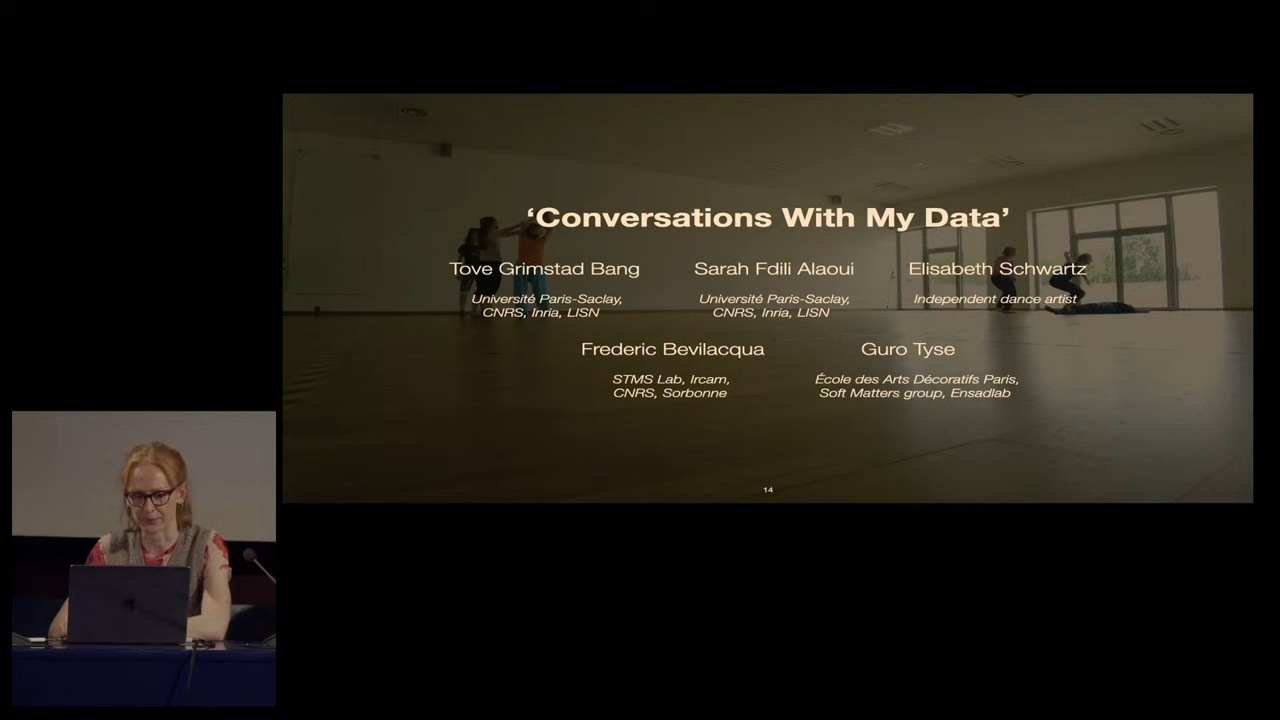 ‘Conversations With My Data’
Tove Grimstad Bang
Sarah Fdili Alaoui
Elisabeth Schwartz
Université Paris-Saclay,
CNRS, Inria, LISN
Université Paris-Saclay,
CNRS, Inria, LISN
Independent dance artist
Frederic Bevilacqua
Guro Tyse
STMS Lab, Ircam,
CNRS, Sorbonne
École des Arts Décoratifs Paris,
Soft Matters group, Ensadlab
14